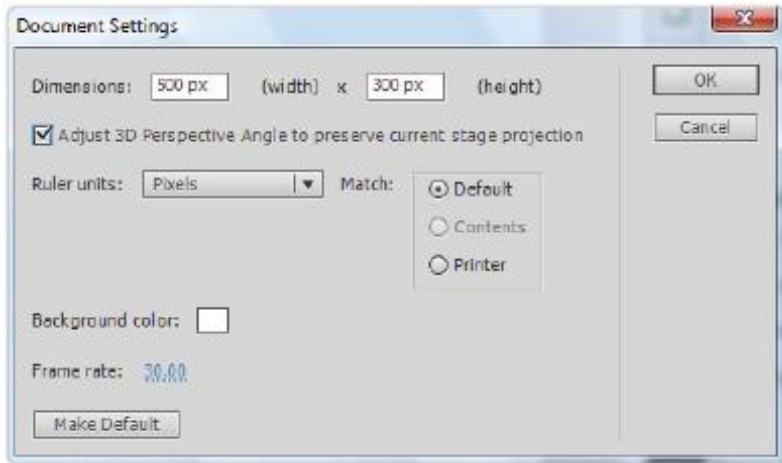 Document Settings
Dimensions: 500 px (width) x 300 px (height)
OK
Adjust 3D Perspective Angle to preserve current stage projection
Cancel
Ruler units: Pixels Match: Default
Contents
Printer
Background color:
Frame rate: 30.00
Make Default